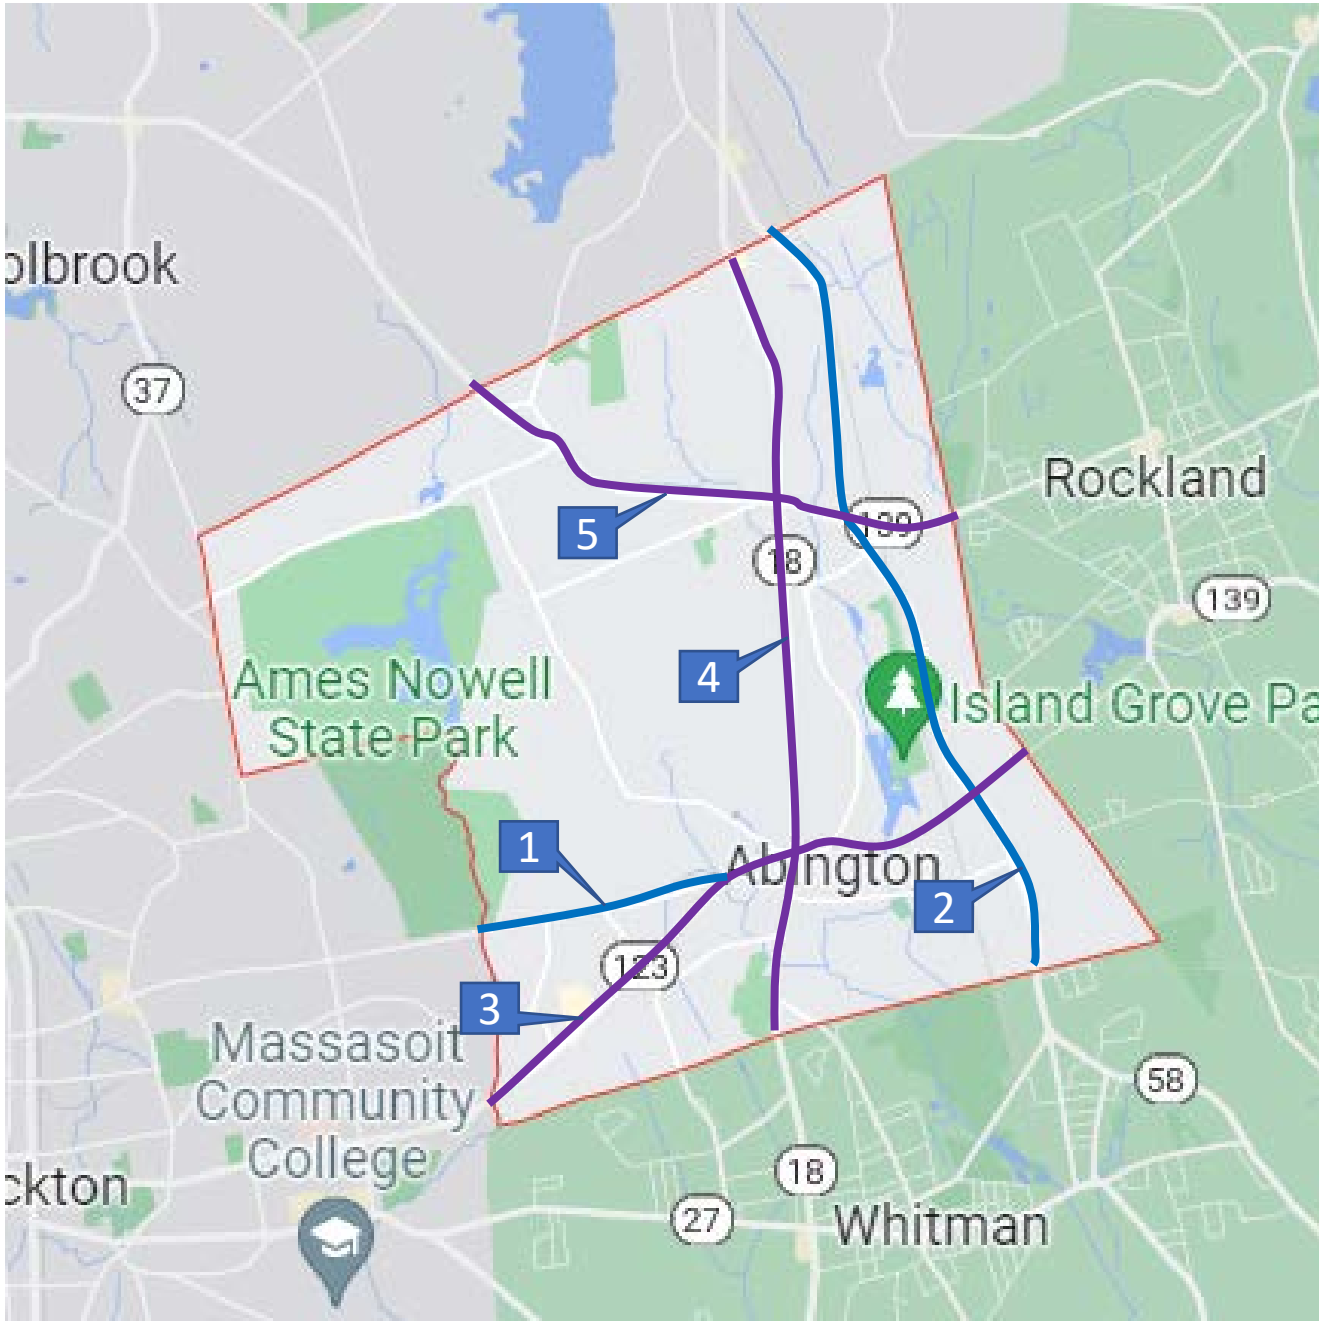 olbrook
37
Rockland
139
5
18
139
4
Ames Nowell
State Park
Island Grove Pa
1
Abington
2
123
3
Massasoit
Community
College
58
ckton
18
27
Whitman